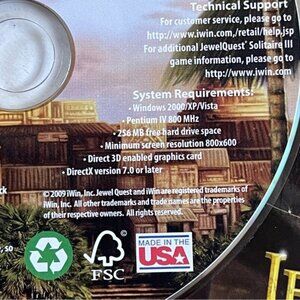 Technical Support
For customer service, please go to
http://www.iwin.com/retail/help.jsp
For additional JewelQuest Solitaire III
game information, please go to
http://www.iwin.com
System Requirements:
• Windows 2000/XP/Vista
• Pentium IV 800 MHz
• 256 MB free hard drive space
• Minimum screen resolution 800x600
• Direct 3D enabled graphics card
• DirectX version 7.0 or later
© 2009 iWin, Inc. Jewel Quest and iWin are registered trademarks of
iWin, Inc. All other trademarks and trade names are the properties
of their respective owners. All rights reserved.
FSC
MADE IN THE
USA